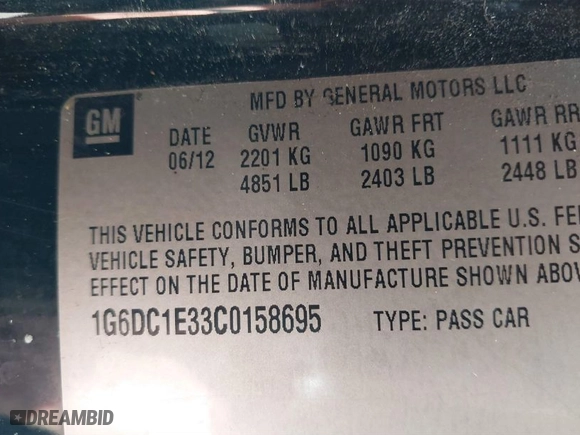 MFD BY GENERAL MOTORS LLC
GM
DATE GVWR GAWR FRT GAWR RR
06/12 2201 KG 1090 KG 1111 KG
4851 LB 2403 LB 2448 LB
THIS VEHICLE CONFORMS TO ALL APPLICABLE U.S. FE
VEHICLE SAFETY, BUMPER, AND THEFT PREVENTION S
EFFECT ON THE DATE OF MANUFACTURE SHOWN ABOV
1G6DC1E33C0158695 TYPE: PASS CAR
DREAMBID